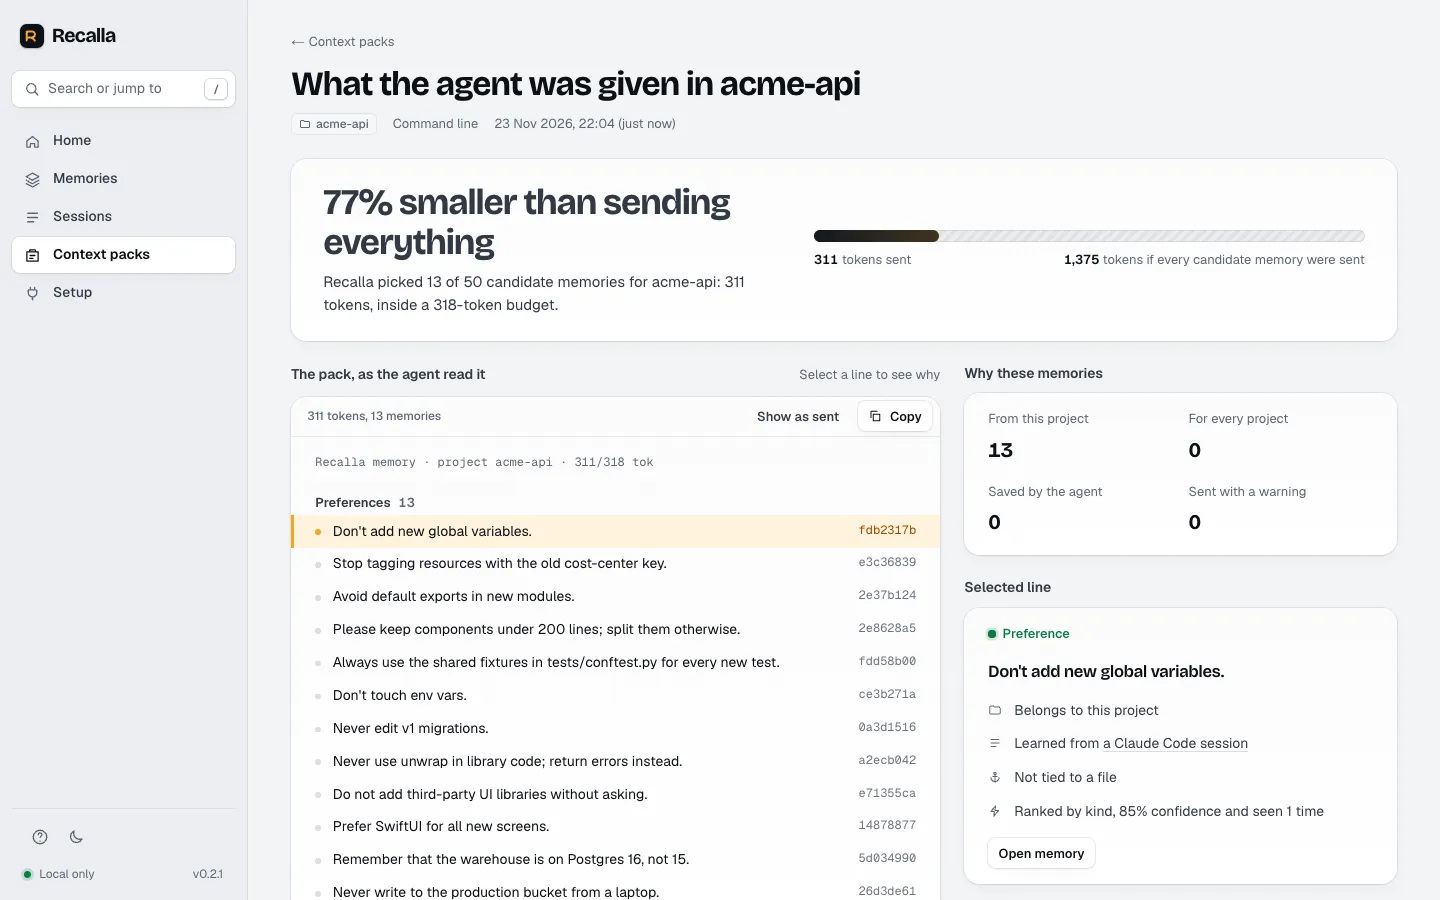 Recalla
Search or jump to
/
Home
Memories
Sessions
Context packs
Setup
Local only
v0.2.1
← Context packs
What the agent was given in acme-api
acme-api
Command line
23 Nov 2026, 22:04 (just now)
77% smaller than sending
everything
Recalla picked 13 of 50 candidate memories for acme-api: 311
tokens, inside a 318-token budget.
311 tokens sent
1,375 tokens if every candidate memory were sent
The pack, as the agent read it
Select a line to see why
311 tokens, 13 memories
Show as sent
Copy
Recalla memory · project acme-api · 311/318 tok
Preferences 13
Don't add new global variables. fdb2317b
Stop tagging resources with the old cost-center key. e3c36839
Avoid default exports in new modules. 2e37b124
Please keep components under 200 lines; split them otherwise. 2e8628a5
Always use the shared fixtures in tests/conftest.py for every new test. fdd58b00
Don't touch env vars. ce3b271a
Never edit v1 migrations. 0a3d1516
Never use unwrap in library code; return errors instead. a2ecb042
Do not add third-party UI libraries without asking. e71355ca
Prefer SwiftUI for all new screens. 14878877
Remember that the warehouse is on Postgres 16, not 15. 5d034990
Never write to the production bucket from a laptop. 26d3de61
Why these memories
From this project
13
For every project
0
Saved by the agent
0
Sent with a warning
0
Selected line
Preference
Don't add new global variables.
Belongs to this project
Learned from a Claude Code session
Not tied to a file
Ranked by kind, 85% confidence and seen 1 time
Open memory